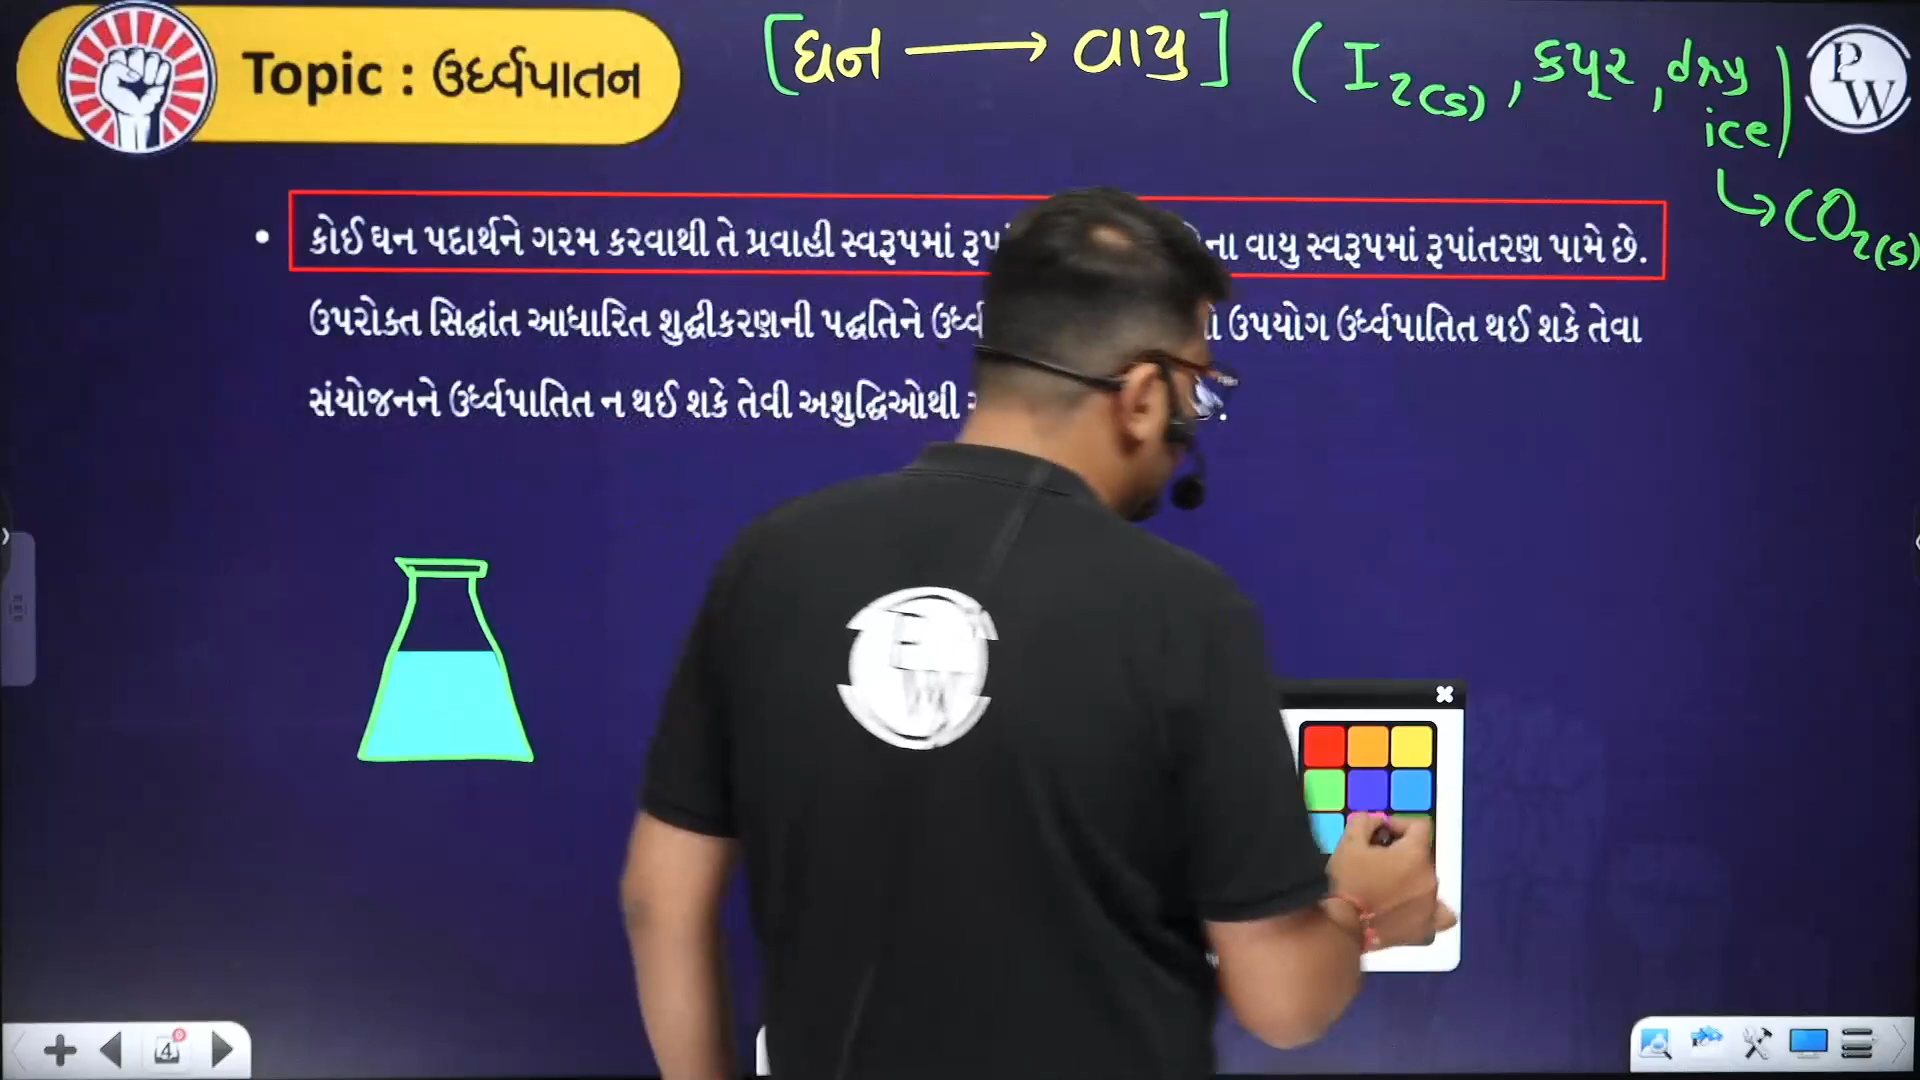 Topic : ઉર્ધ્વપાતન
[ઘન → વાયુ] (I2(s), કપૂર, dry
ice)
↳ CO2(s)
PW
• કોઈ ઘન પદાર્થને ગરમ કરવાથી તે પ્રવાહી સ્વરૂપમાં ના વાયુ સ્વરૂપમાં રૂપાંતરણ પામે છે.
ઉપરોક્ત સિદ્ધાંત આધારિત શુદ્ધીકરણની પદ્ધતિને ઉપયોગ ઉર્ધ્વપાતિત થઈ શકે તેવા
સંયોજનને ઉર્ધ્વપાતિત ન થઈ શકે તેવી અશુદ્ધિઓથી
4